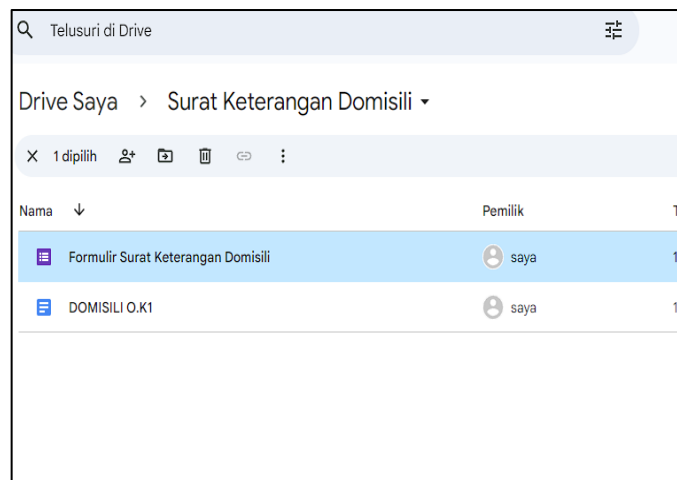 Telusuri di Drive
Drive Saya > Surat Keterangan Domisili
1 dipilih
Nama Pemilik
Formulir Surat Keterangan Domisili saya
DOMISILI O.K1 saya